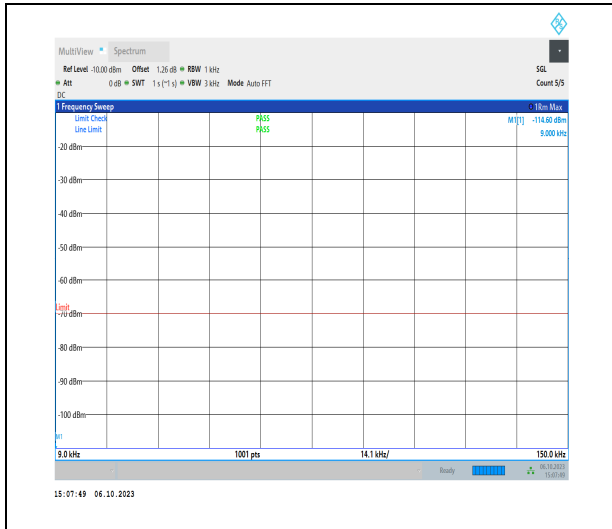 MultiView Spectrum
Ref Level -10.00 dBm Offset 1.26 dB RBW 1 kHz SGL
Att 0 dB SWT 1 s (~1 s) VBW 3 kHz Mode Auto FFT Count 5/5
DC
1 Frequency Sweep 1Rm Max
Limit Check PASS M1[1] -114.60 dBm
Line Limit PASS 9.000 kHz
-20 dBm
-30 dBm
-40 dBm
-50 dBm
-60 dBm
Limit
-70 dBm
-80 dBm
-90 dBm
-100 dBm
M1
9.0 kHz 1001 pts 14.1 kHz/ 150.0 kHz
Ready 06.10.2023
15:07:49
15:07:49 06.10.2023